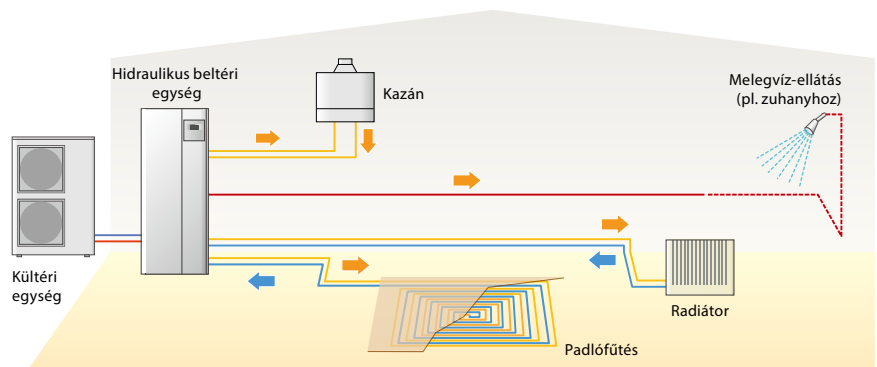 Hidraulikus beltéri
egység
Kazán
Melegvíz-ellátás
(pl. zuhanyhoz)
Kültéri
egység
Radiátor
Padlófűtés